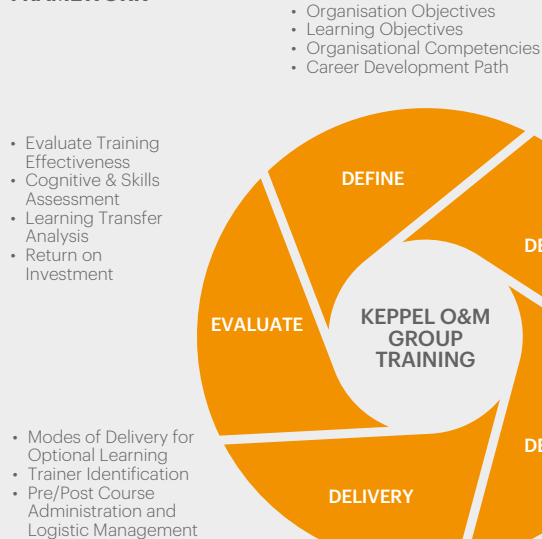 • Organisation Objectives
• Learning Objectives
• Organisational Competencies
• Career Development Path
• Evaluate Training
Effectiveness
• Cognitive & Skills
Assessment
• Learning Transfer
Analysis
• Return on
Investment
DEFINE
EVALUATE
KEPPEL O&M
GROUP
TRAINING
• Modes of Delivery for
Optional Learning
• Trainer Identification
• Pre/Post Course
Administration and
Logistic Management
DELIVERY